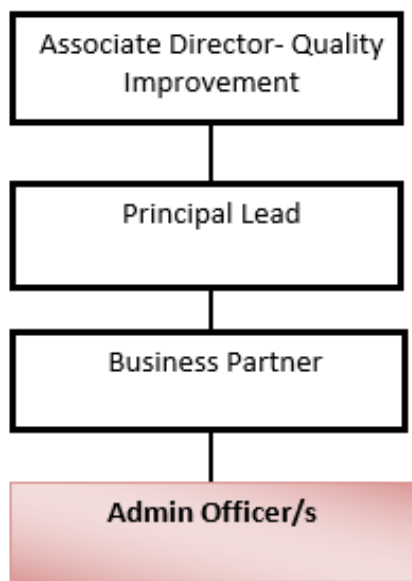 Associate Director- Quality
Improvement
Principal Lead
Business Partner
Admin Officer/s